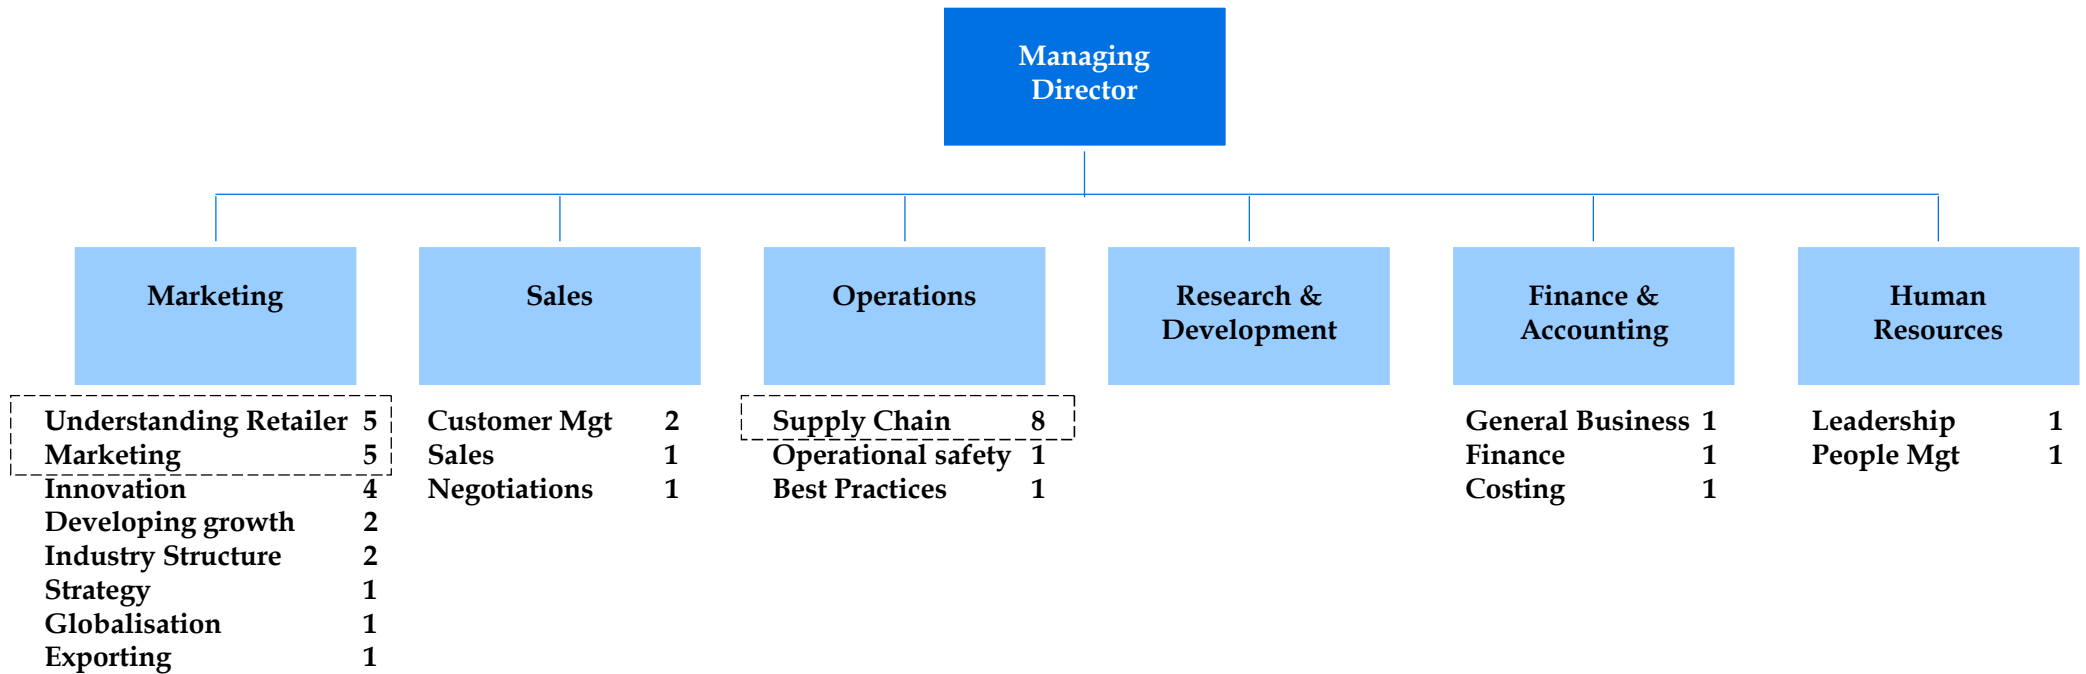 Managing
Director
Marketing
Sales
Operations
Research &
Development
Finance &
Accounting
Human
Resources
Understanding Retailer 5
Marketing 5
Innovation 4
Developing growth 2
Industry Structure 2
Strategy 1
Globalisation 1
Exporting 1
Customer Mgt 2
Sales 1
Negotiations 1
Supply Chain 8
Operational safety 1
Best Practices 1
General Business 1
Finance 1
Costing 1
Leadership 1
People Mgt 1